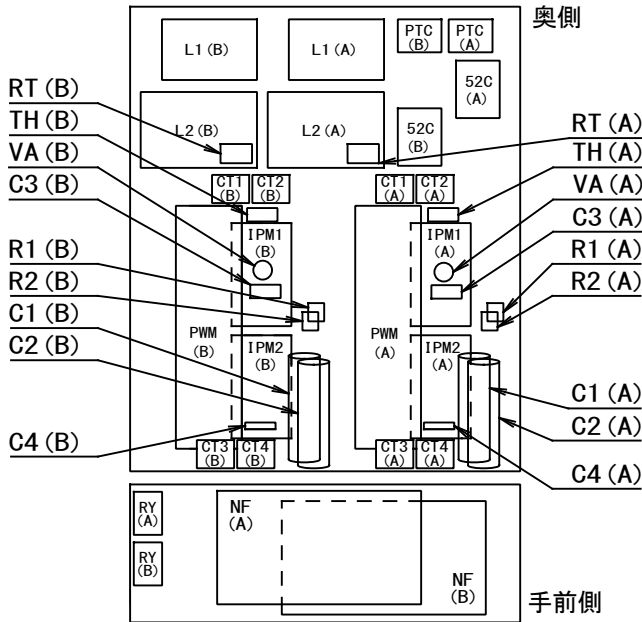 奥側
PTC
(B)
PTC
(A)
L1(B)
L1(A)
52C
(A)
RT(B)
TH(B)
VA(B)
C3(B)
L2(B)
L2(A)
52C
(B)
RT(A)
TH(A)
VA(A)
C3(A)
CT1
(B)
CT2
(B)
CT1
(A)
CT2
(A)
IPM1
(B)
IPM1
(A)
R1(B)
R2(B)
C1(B)
C2(B)
R1(A)
R2(A)
PWM
(B)
IPM2
(B)
PWM
(A)
IPM2
(A)
C1(A)
C2(A)
C4(B)
C4(A)
CT3
(B)
CT4
(B)
CT3
(A)
CT4
(A)
RY
(A)
NF
(A)
RY
(B)
NF
(B)
手前側